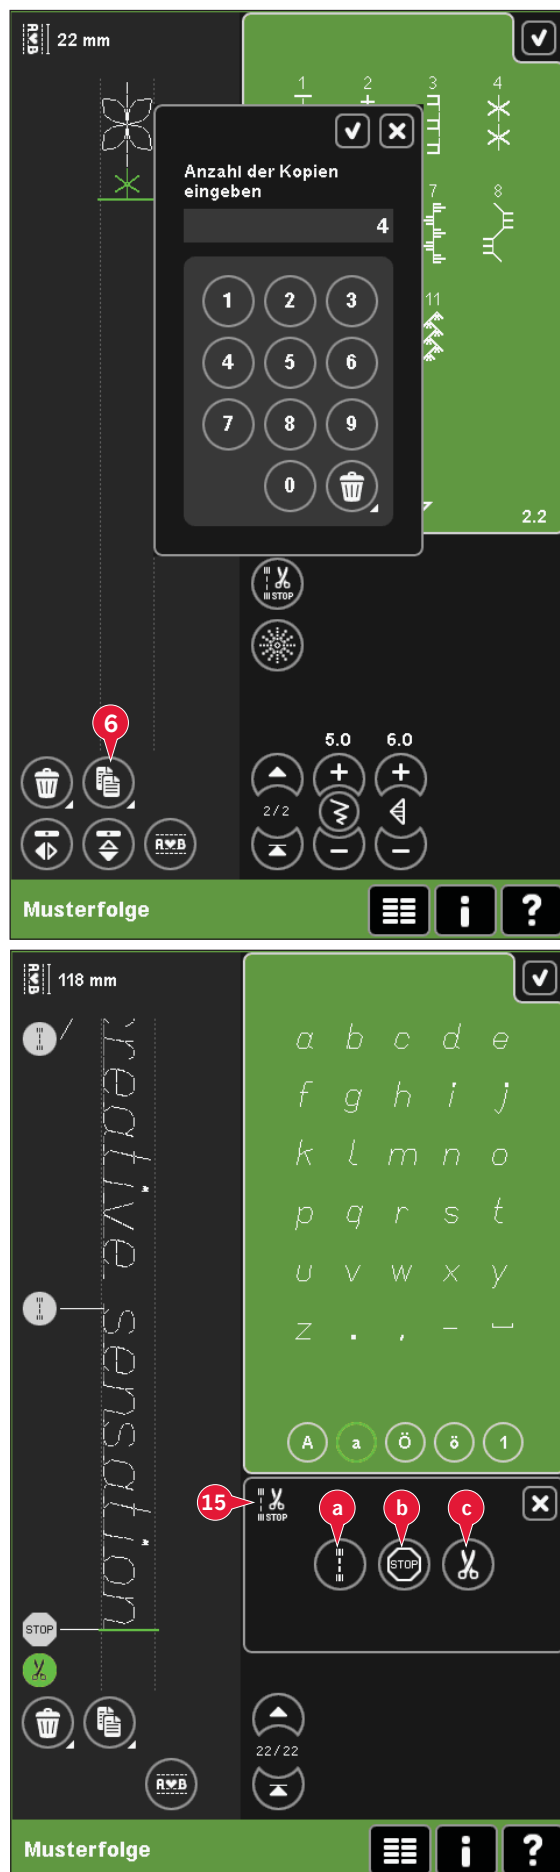 A♥B 22 mm
1 2 3 4
Anzahl der Kopien
eingeben
4
1 2 3
7 8
4 5 6
11
7 8 9
0
2.2
STOP
6
5.0 6.0
2/2
A♥B
Musterfolge
i ?
A♥B 118 mm
a b c d e
f g h i j
k l m n o
p q r s t
u v w x y
z . , – ⎵
creative sensation
A a Ö ö 1
15 STOP a b c
STOP
STOP
22/22
A♥B
Musterfolge
i ?